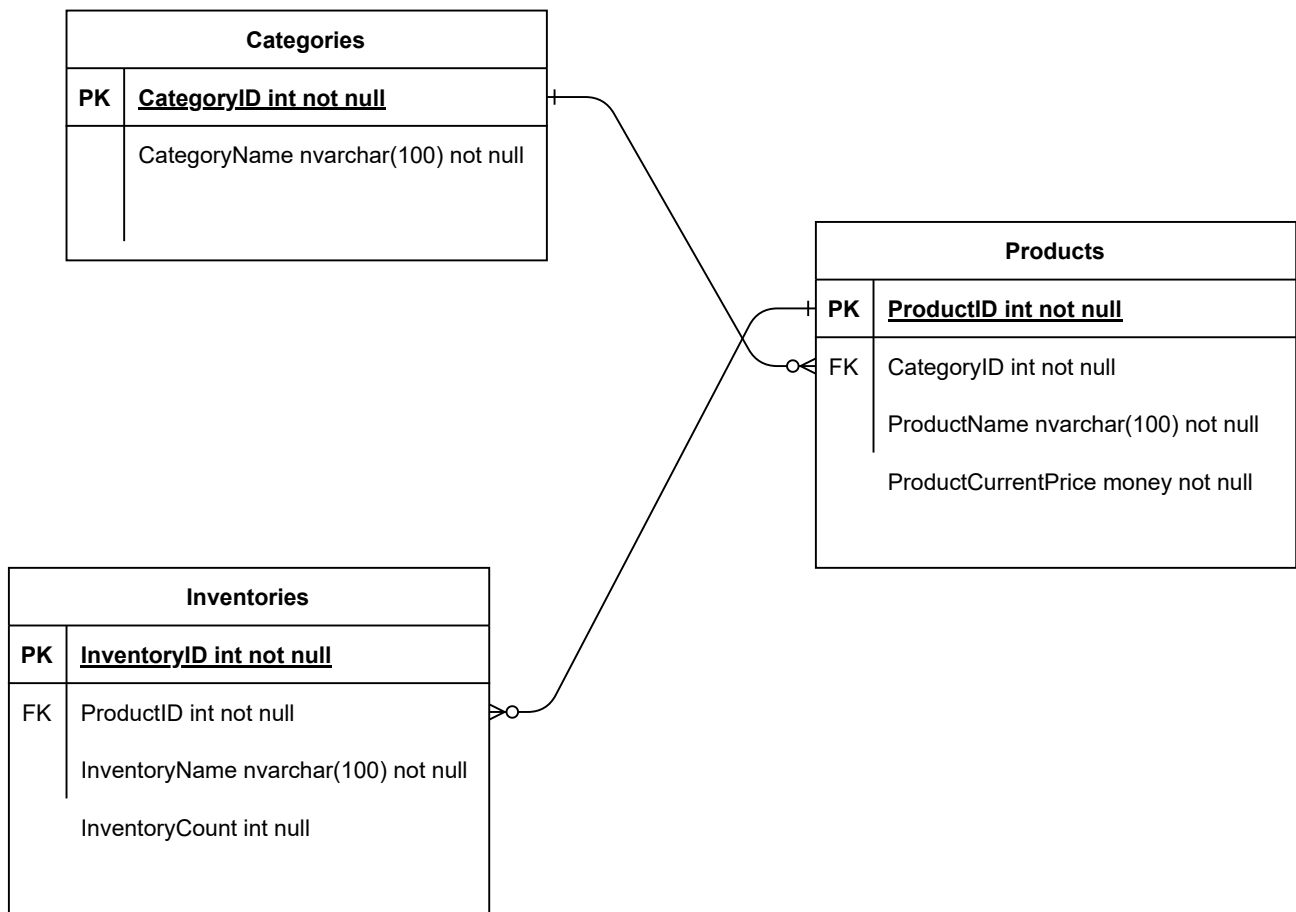 Categories
PK CategoryID int not null
CategoryName nvarchar(100) not null
Products
PK ProductID int not null
FK CategoryID int not null
ProductName nvarchar(100) not null
ProductCurrentPrice money not null
Inventories
PK InventoryID int not null
FK ProductID int not null
InventoryName nvarchar(100) not null
InventoryCount int null